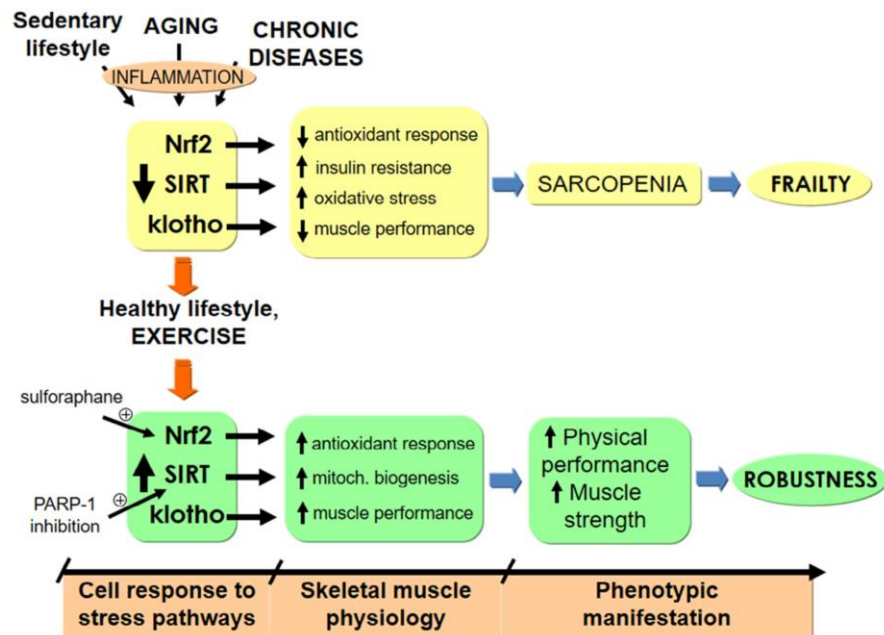 Sedentary
lifestyle
AGING
CHRONIC
DISEASES
INFLAMMATION
Nrf2
SIRT
klotho
antioxidant response
insulin resistance
oxidative stress
muscle performance
SARCOPENIA
FRAILTY
Healthy lifestyle,
EXERCISE
sulforaphane
PARP-1
inhibition
Nrf2
SIRT
klotho
antioxidant response
mitoch. biogenesis
muscle performance
Physical
performance
Muscle
strength
ROBUSTNESS
Cell response to
stress pathways
Skeletal muscle
physiology
Phenotypic
manifestation